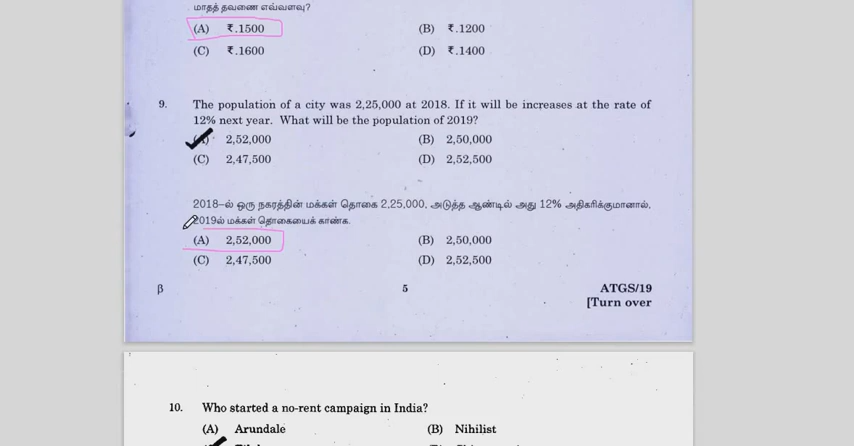 மாதத் தவணை எவ்வளவு?
(A) ₹.1500 (B) ₹.1200
(C) ₹.1600 (D) ₹.1400
9. The population of a city was 2,25,000 at 2018. If it will be increases at the rate of
12% next year. What will be the population of 2019?
(A) 2,52,000 (B) 2,50,000
(C) 2,47,500 (D) 2,52,500
2018-ல் ஒரு நகரத்தின் மக்கள் தொகை 2,25,000, அடுத்த ஆண்டில் அது 12% அதிகரிக்குமானால்,
2019ல் மக்கள் தொகையைக் காண்க.
(A) 2,52,000 (B) 2,50,000
(C) 2,47,500 (D) 2,52,500
β 5 ATGS/19
[Turn over
10. Who started a no-rent campaign in India?
(A) Arundale (B) Nihilist